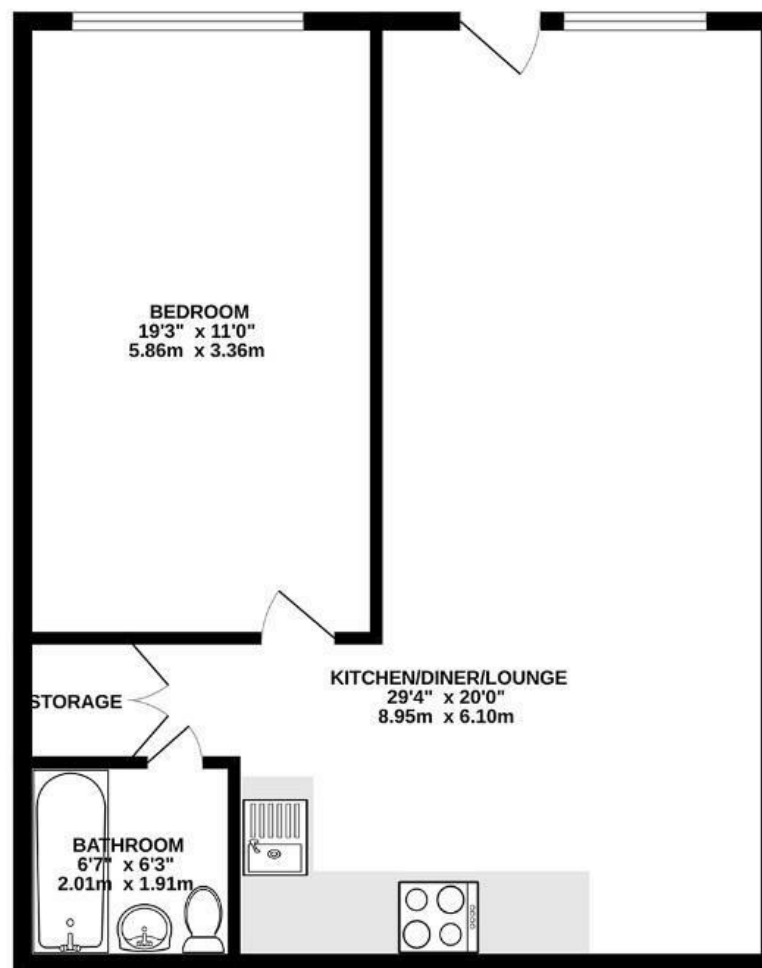 BEDROOM
19'3" x 11'0"
5.86m x 3.36m
KITCHEN/DINER/LOUNGE
29'4" x 20'0"
8.95m x 6.10m
STORAGE
BATHROOM
6'7" x 6'3"
2.01m x 1.91m